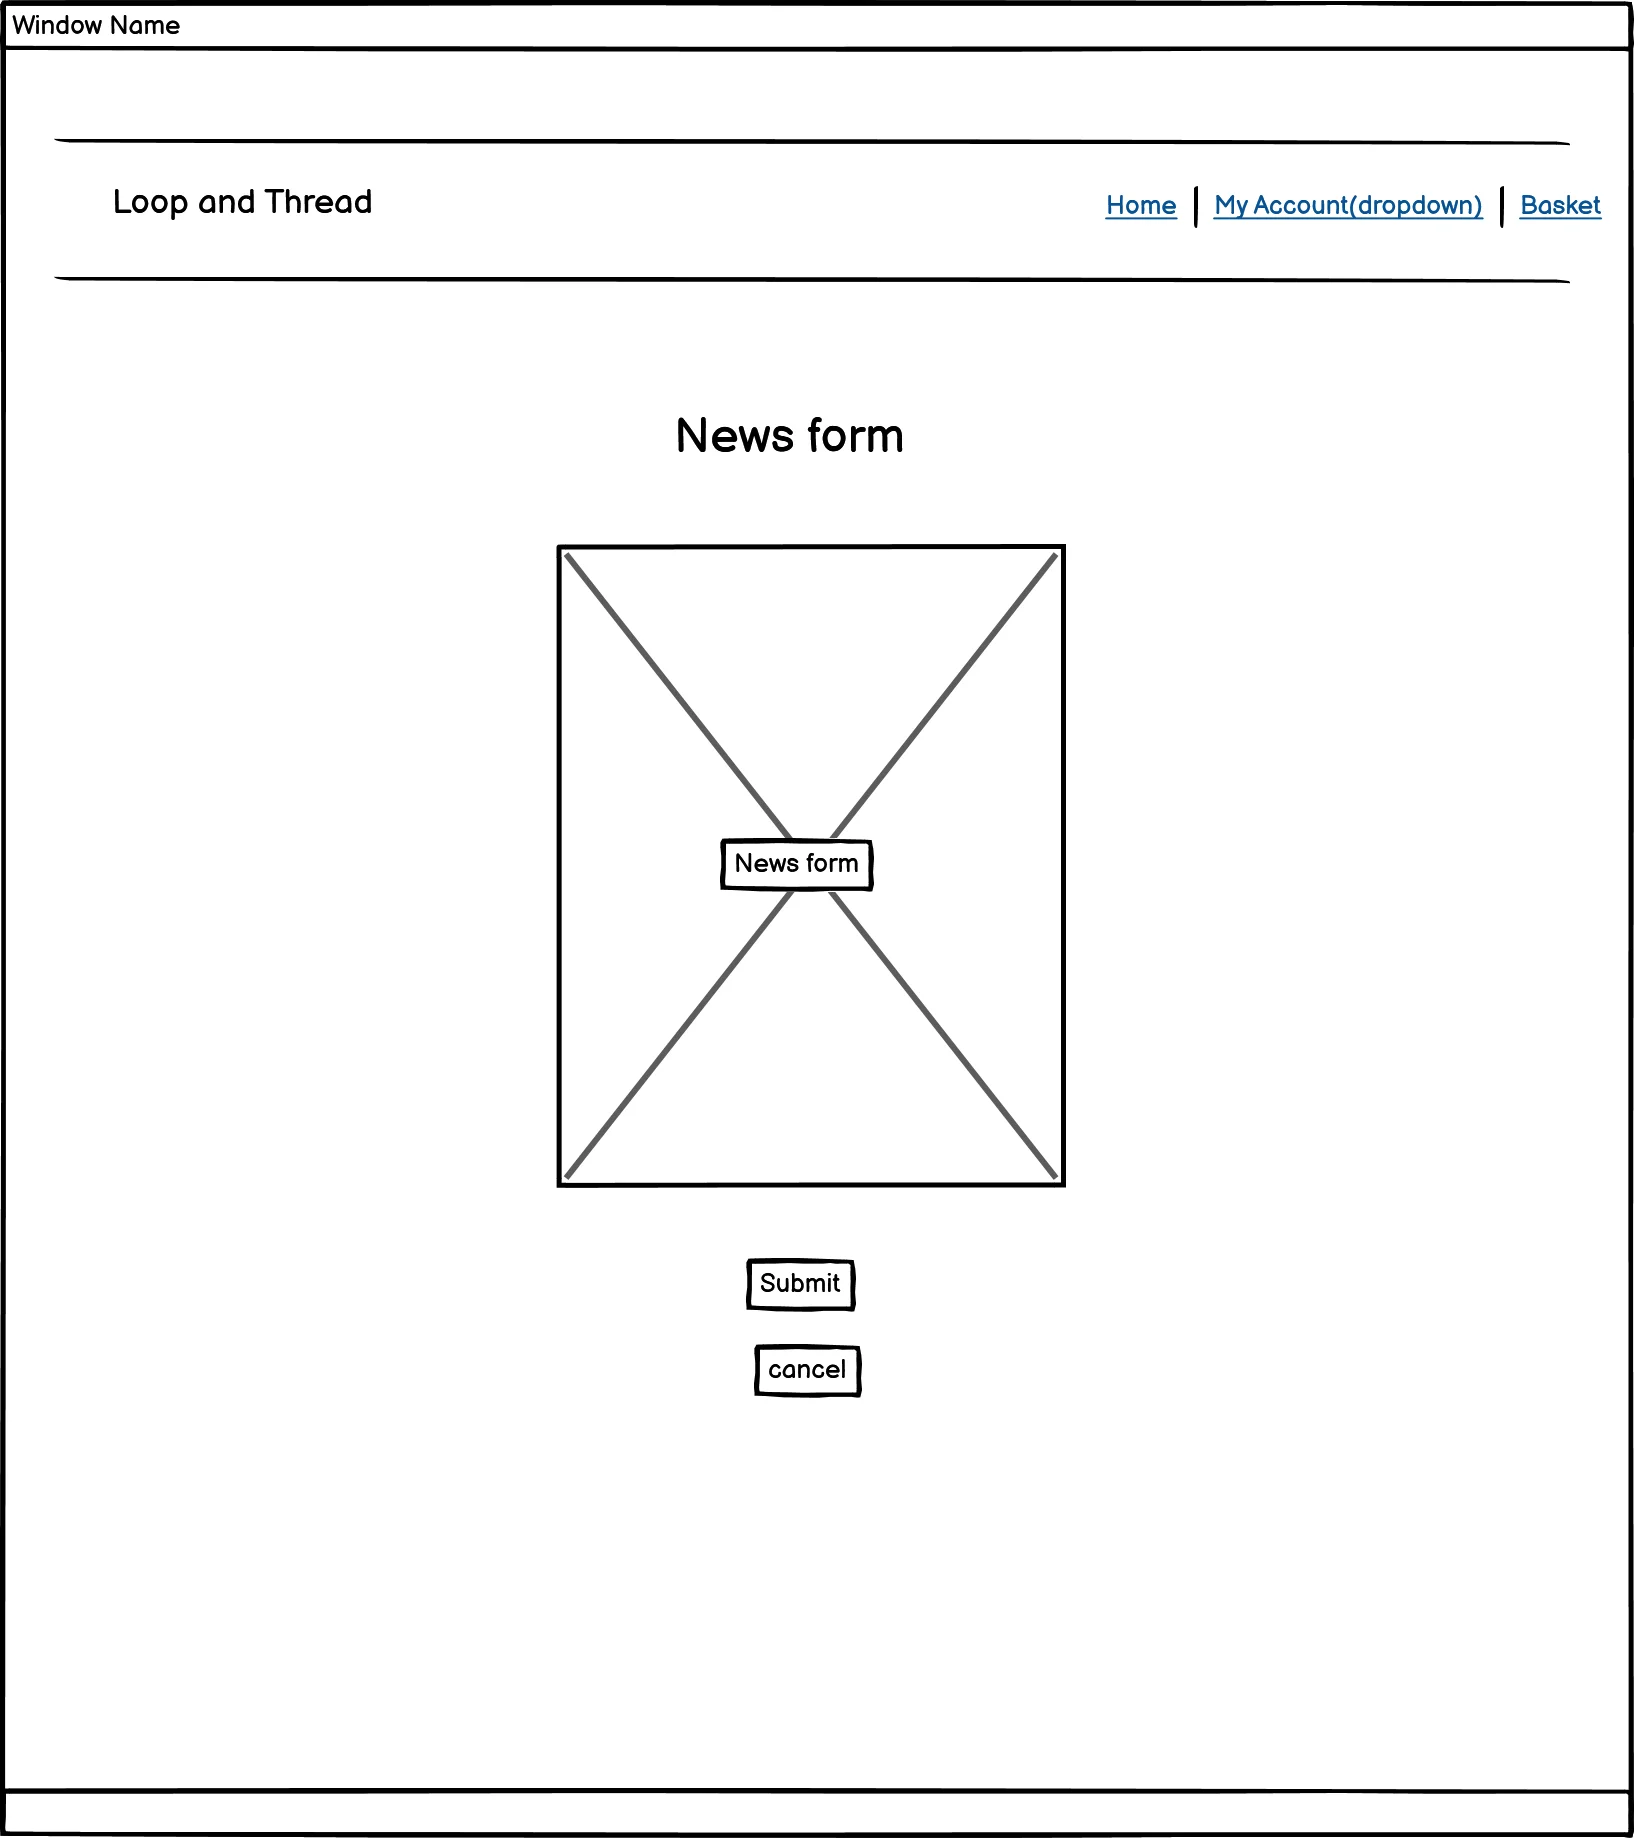 Window Name
Loop and Thread
Home | My Account(dropdown) | Basket
News form
News form
Submit
cancel